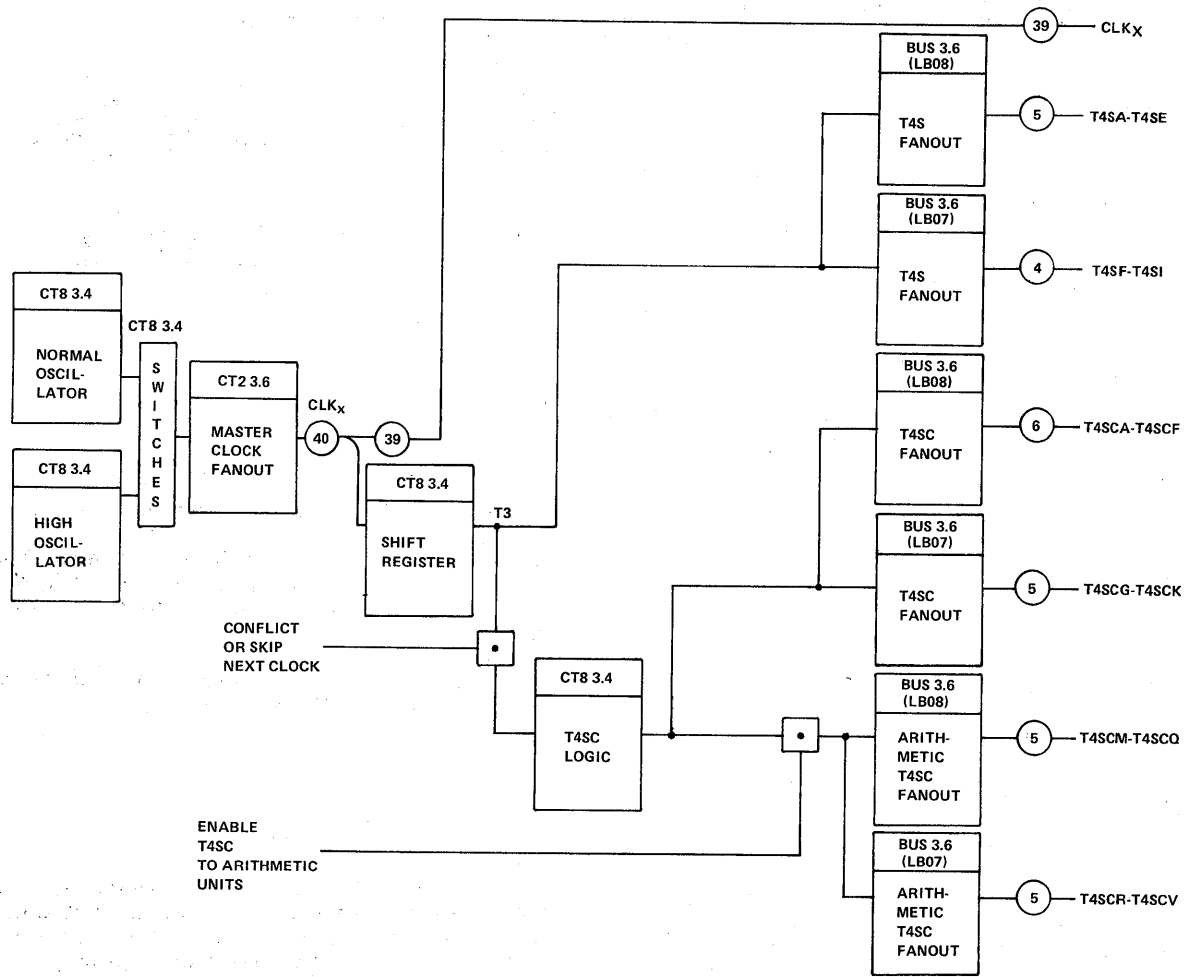 39
CLKX
BUS 3.6
(LB08)
T4S
FANOUT
5
T4SA-T4SE
BUS 3.6
(LB07)
T4S
FANOUT
4
T4SF-T4SI
CT8 3.4
NORMAL
OSCIL-
LATOR
CT8 3.4
SWITCHES
CT8 3.4
HIGH
OSCIL-
LATOR
CT2 3.6
MASTER
CLOCK
FANOUT
CLKX
40
39
CT8 3.4
SHIFT
REGISTER
T3
BUS 3.6
(LB08)
T4SC
FANOUT
6
T4SCA-T4SCF
BUS 3.6
(LB07)
T4SC
FANOUT
5
T4SCG-T4SCK
CONFLICT
OR SKIP
NEXT CLOCK
CT8 3.4
T4SC
LOGIC
BUS 3.6
(LB08)
ARITH-
METIC
T4SC
FANOUT
5
T4SCM-T4SCQ
ENABLE
T4SC
TO ARITHMETIC
UNITS
BUS 3.6
(LB07)
ARITH-
METIC
T4SC
FANOUT
5
T4SCR-T4SCV